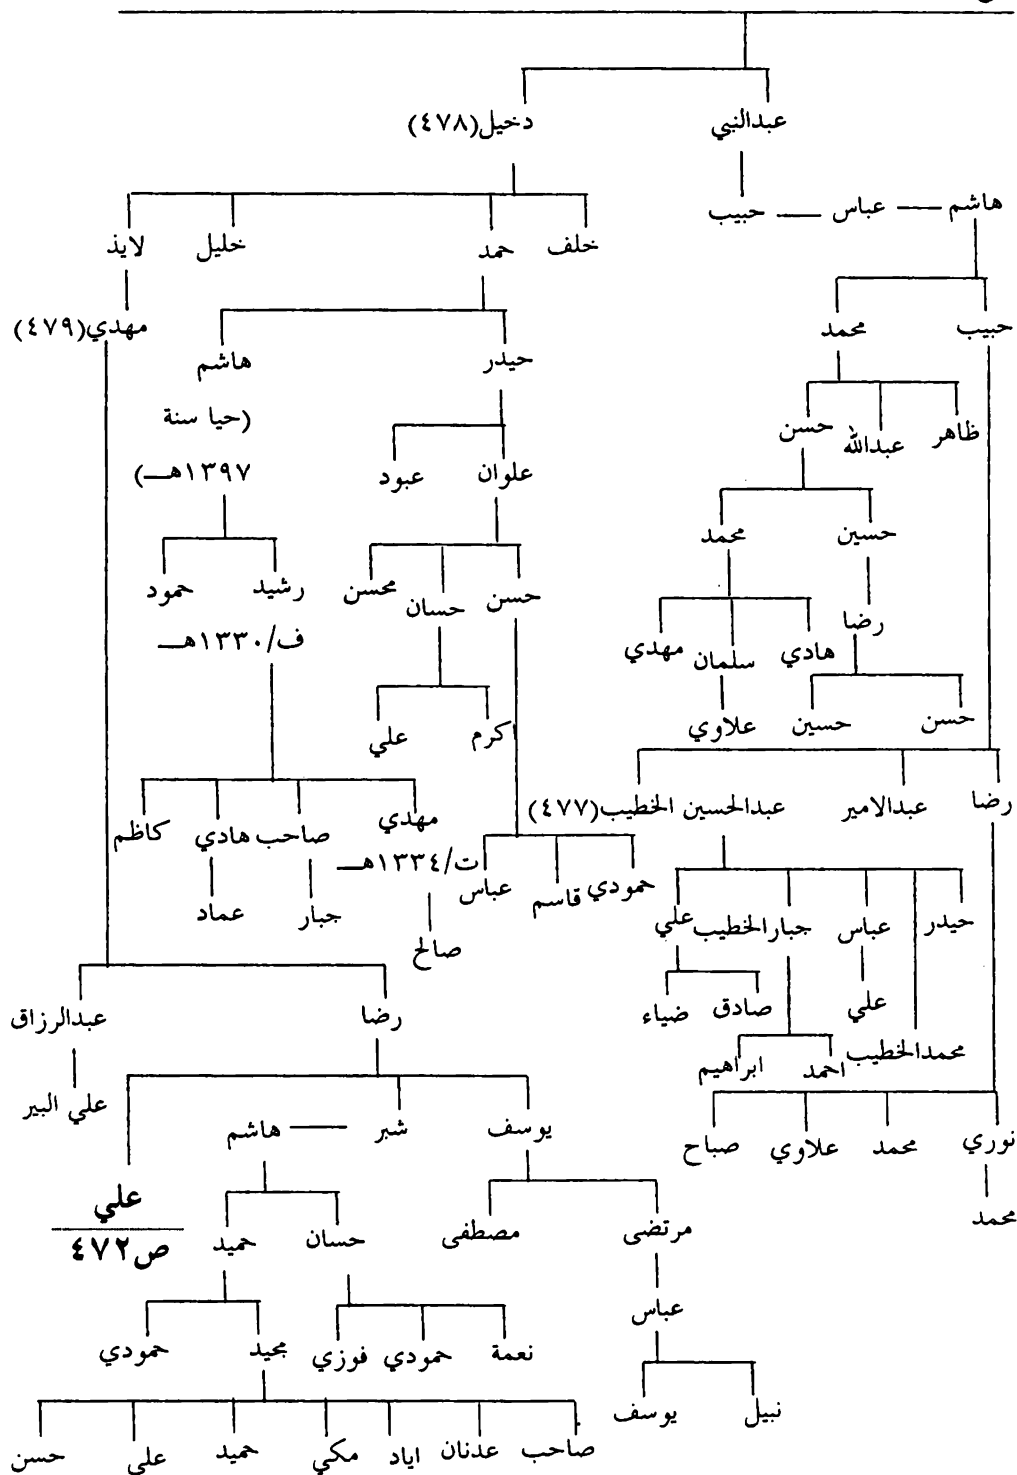 عبدالنبي دخيل(٤٧٨)
هاشم عباس حبيب
خلف حمد خليل لايذ
حبيب محمد
مهدي(٤٧٩)
حيدر هاشم
(حيا سنة
١٣٩٧هـ)
ظاهر عبدالله حسن
علوان عبود
حسين محمد
حسن حسان محسن
رشيد حمود
ف/١٣٣٠هـ
رضا
هادي سلمان مهدي
حسن حسين علاوي
اكرم علي
رضا عبدالامير عبدالحسين الخطيب(٤٧٧)
مهدي صاحب هادي كاظم
ت/١٣٣٤هـ
حمودي قاسم عباس
جبار عماد
صالح
حيدر عباس جبارالخطيب علي
علي صادق ضياء
محمدالخطيب احمد ابراهيم
رضا عبدالرزاق
علي البير
يوسف شبر هاشم
نوري محمد علاوي صباح
محمد
علي
ص٤٧٢
مرتضى مصطفى
حسان حميد
عباس
نعمة حمودي فوزي مجيد حمودي
نبيل يوسف
صاحب عدنان اياد مكي حميد علي حسن